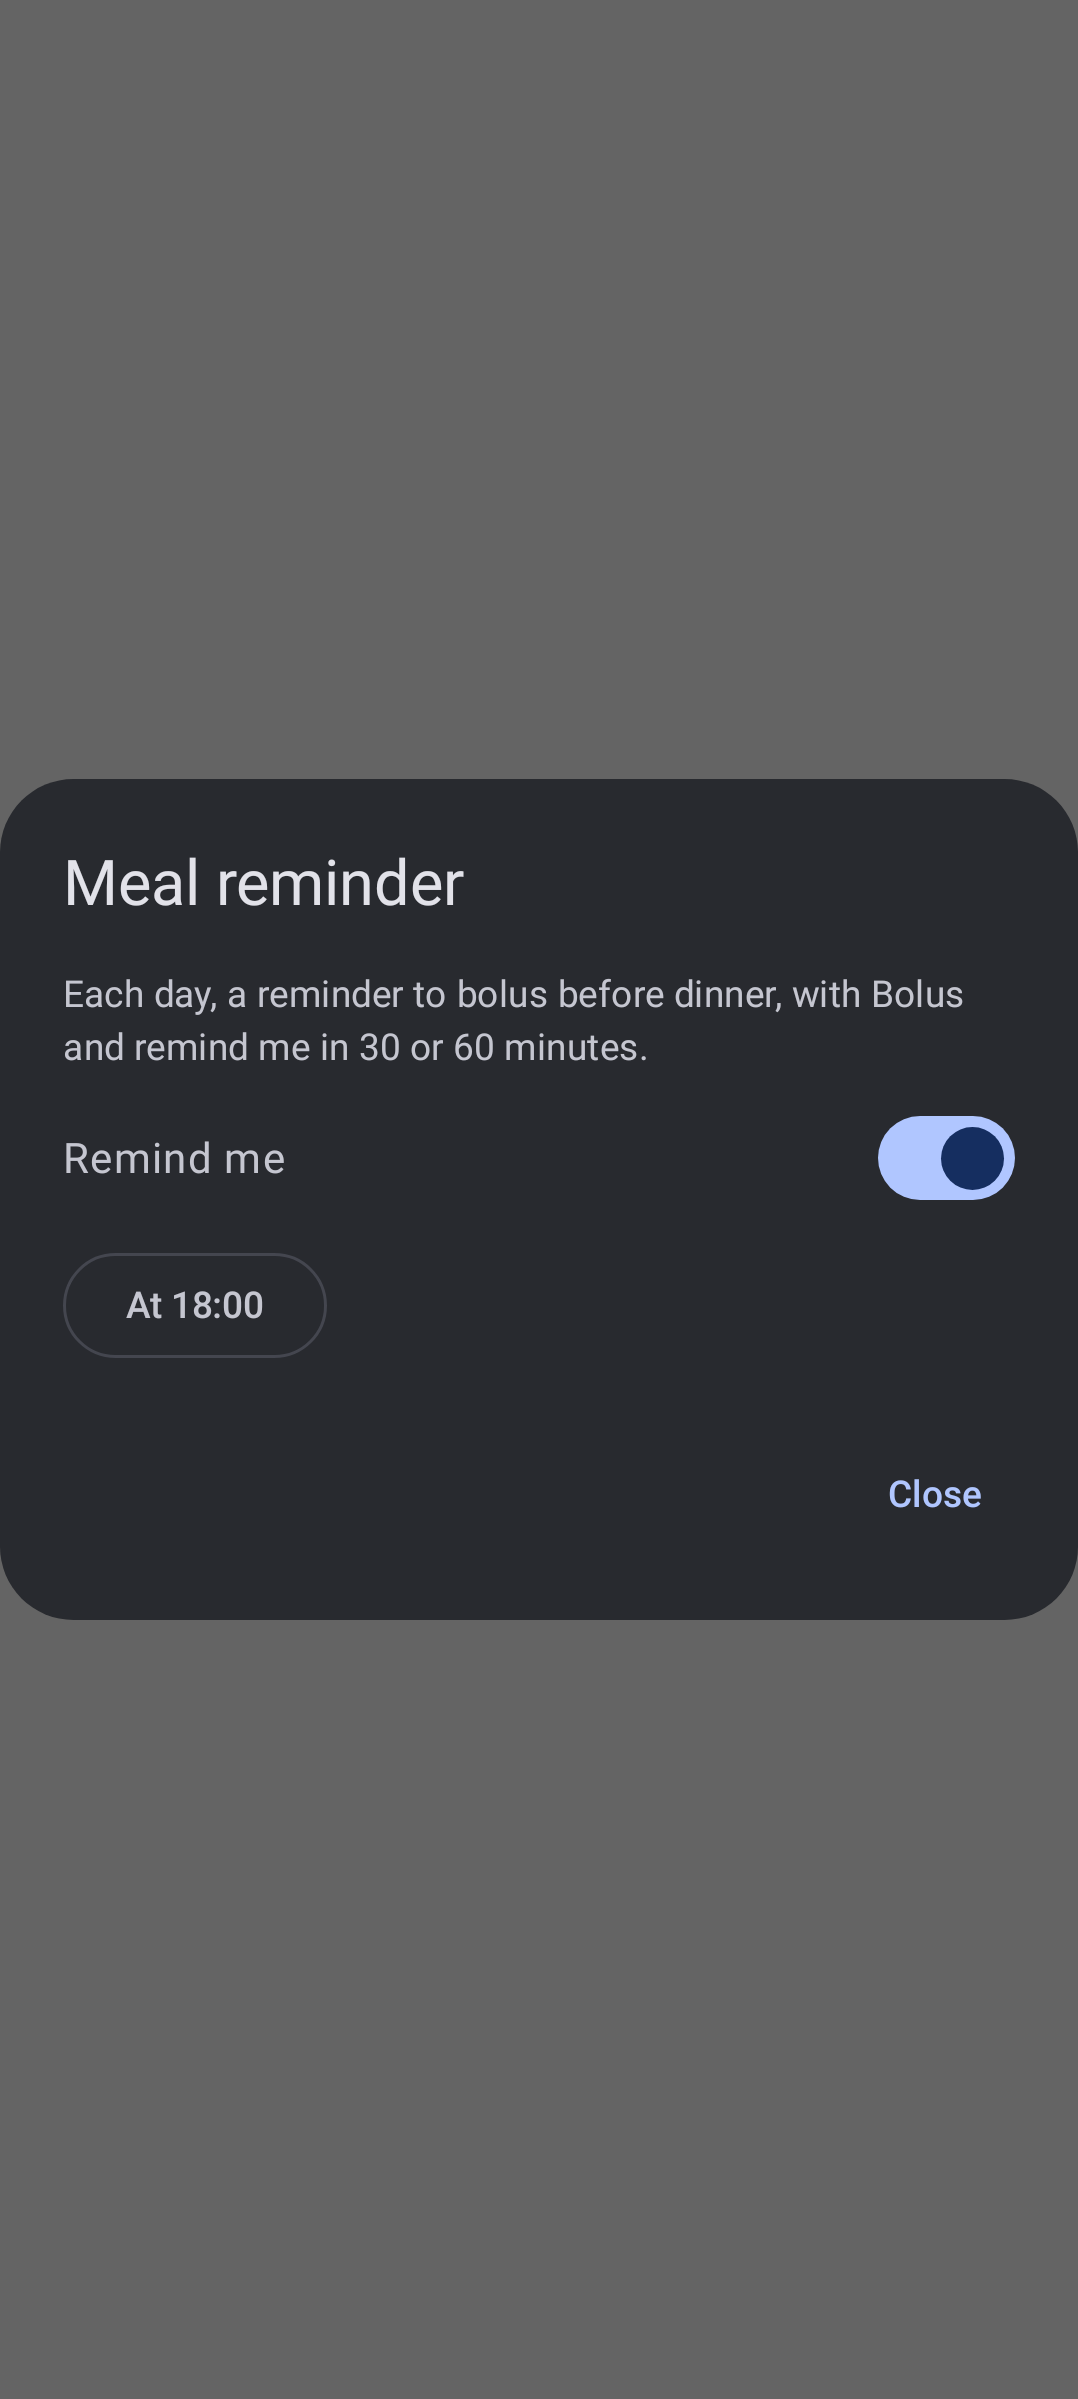 Meal reminder
Each day, a reminder to bolus before dinner, with Bolus
and remind me in 30 or 60 minutes.
Remind me
At 18:00
Close